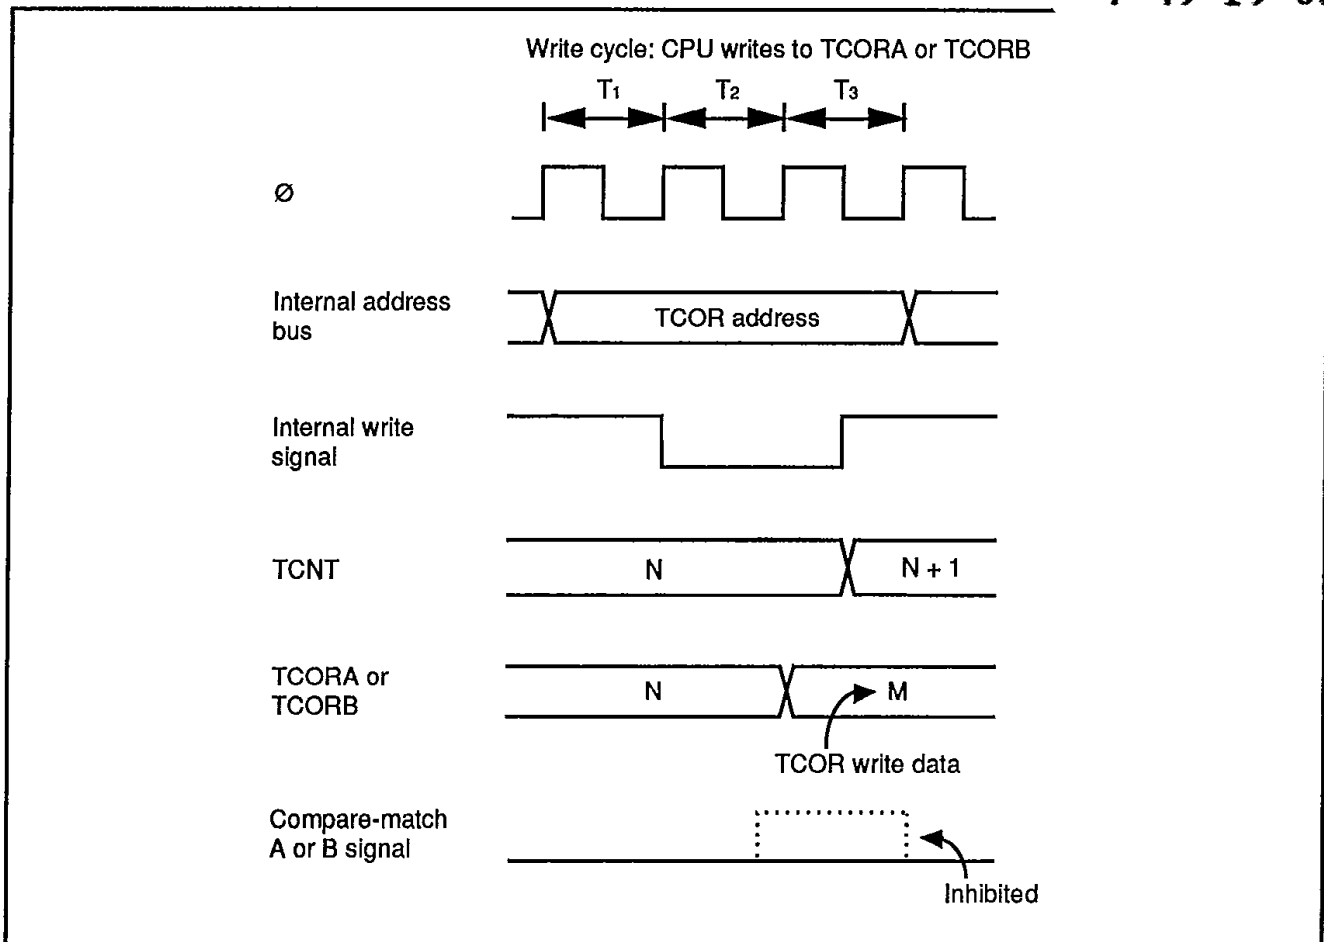 Write cycle: CPU writes to TCORA or TCORB
T1 T2 T3
Ø
Internal address
bus
TCOR address
Internal write
signal
TCNT
N
N + 1
TCORA or
TCORB
N
M
TCOR write data
Compare-match
A or B signal
Inhibited